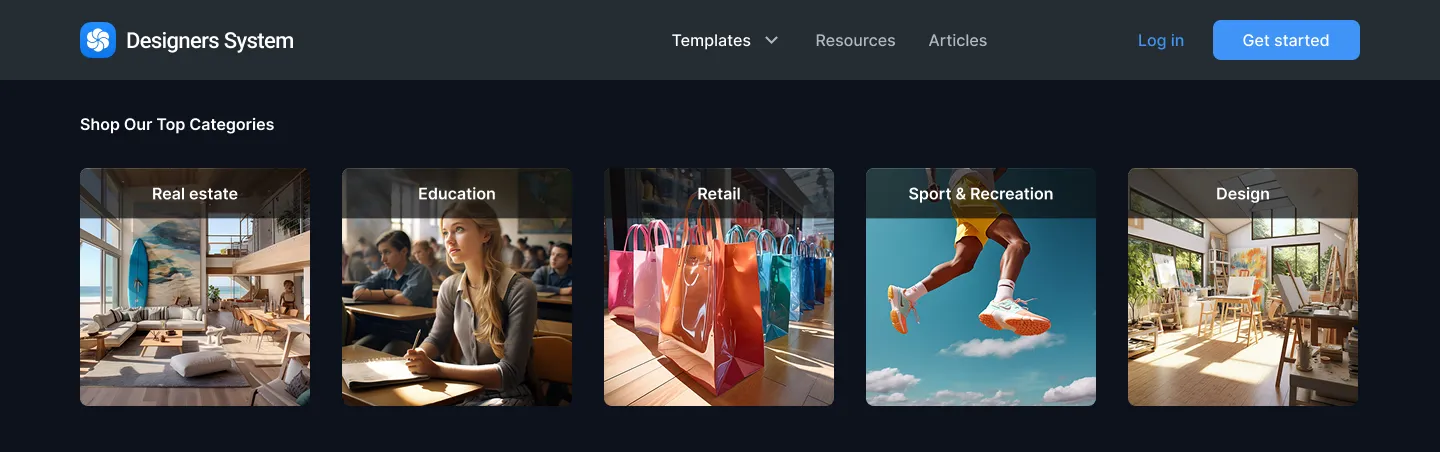 Designers System
Templates
Resources
Articles
Log in
Get started
Shop Our Top Categories
Real estate
Education
Retail
Sport & Recreation
Design